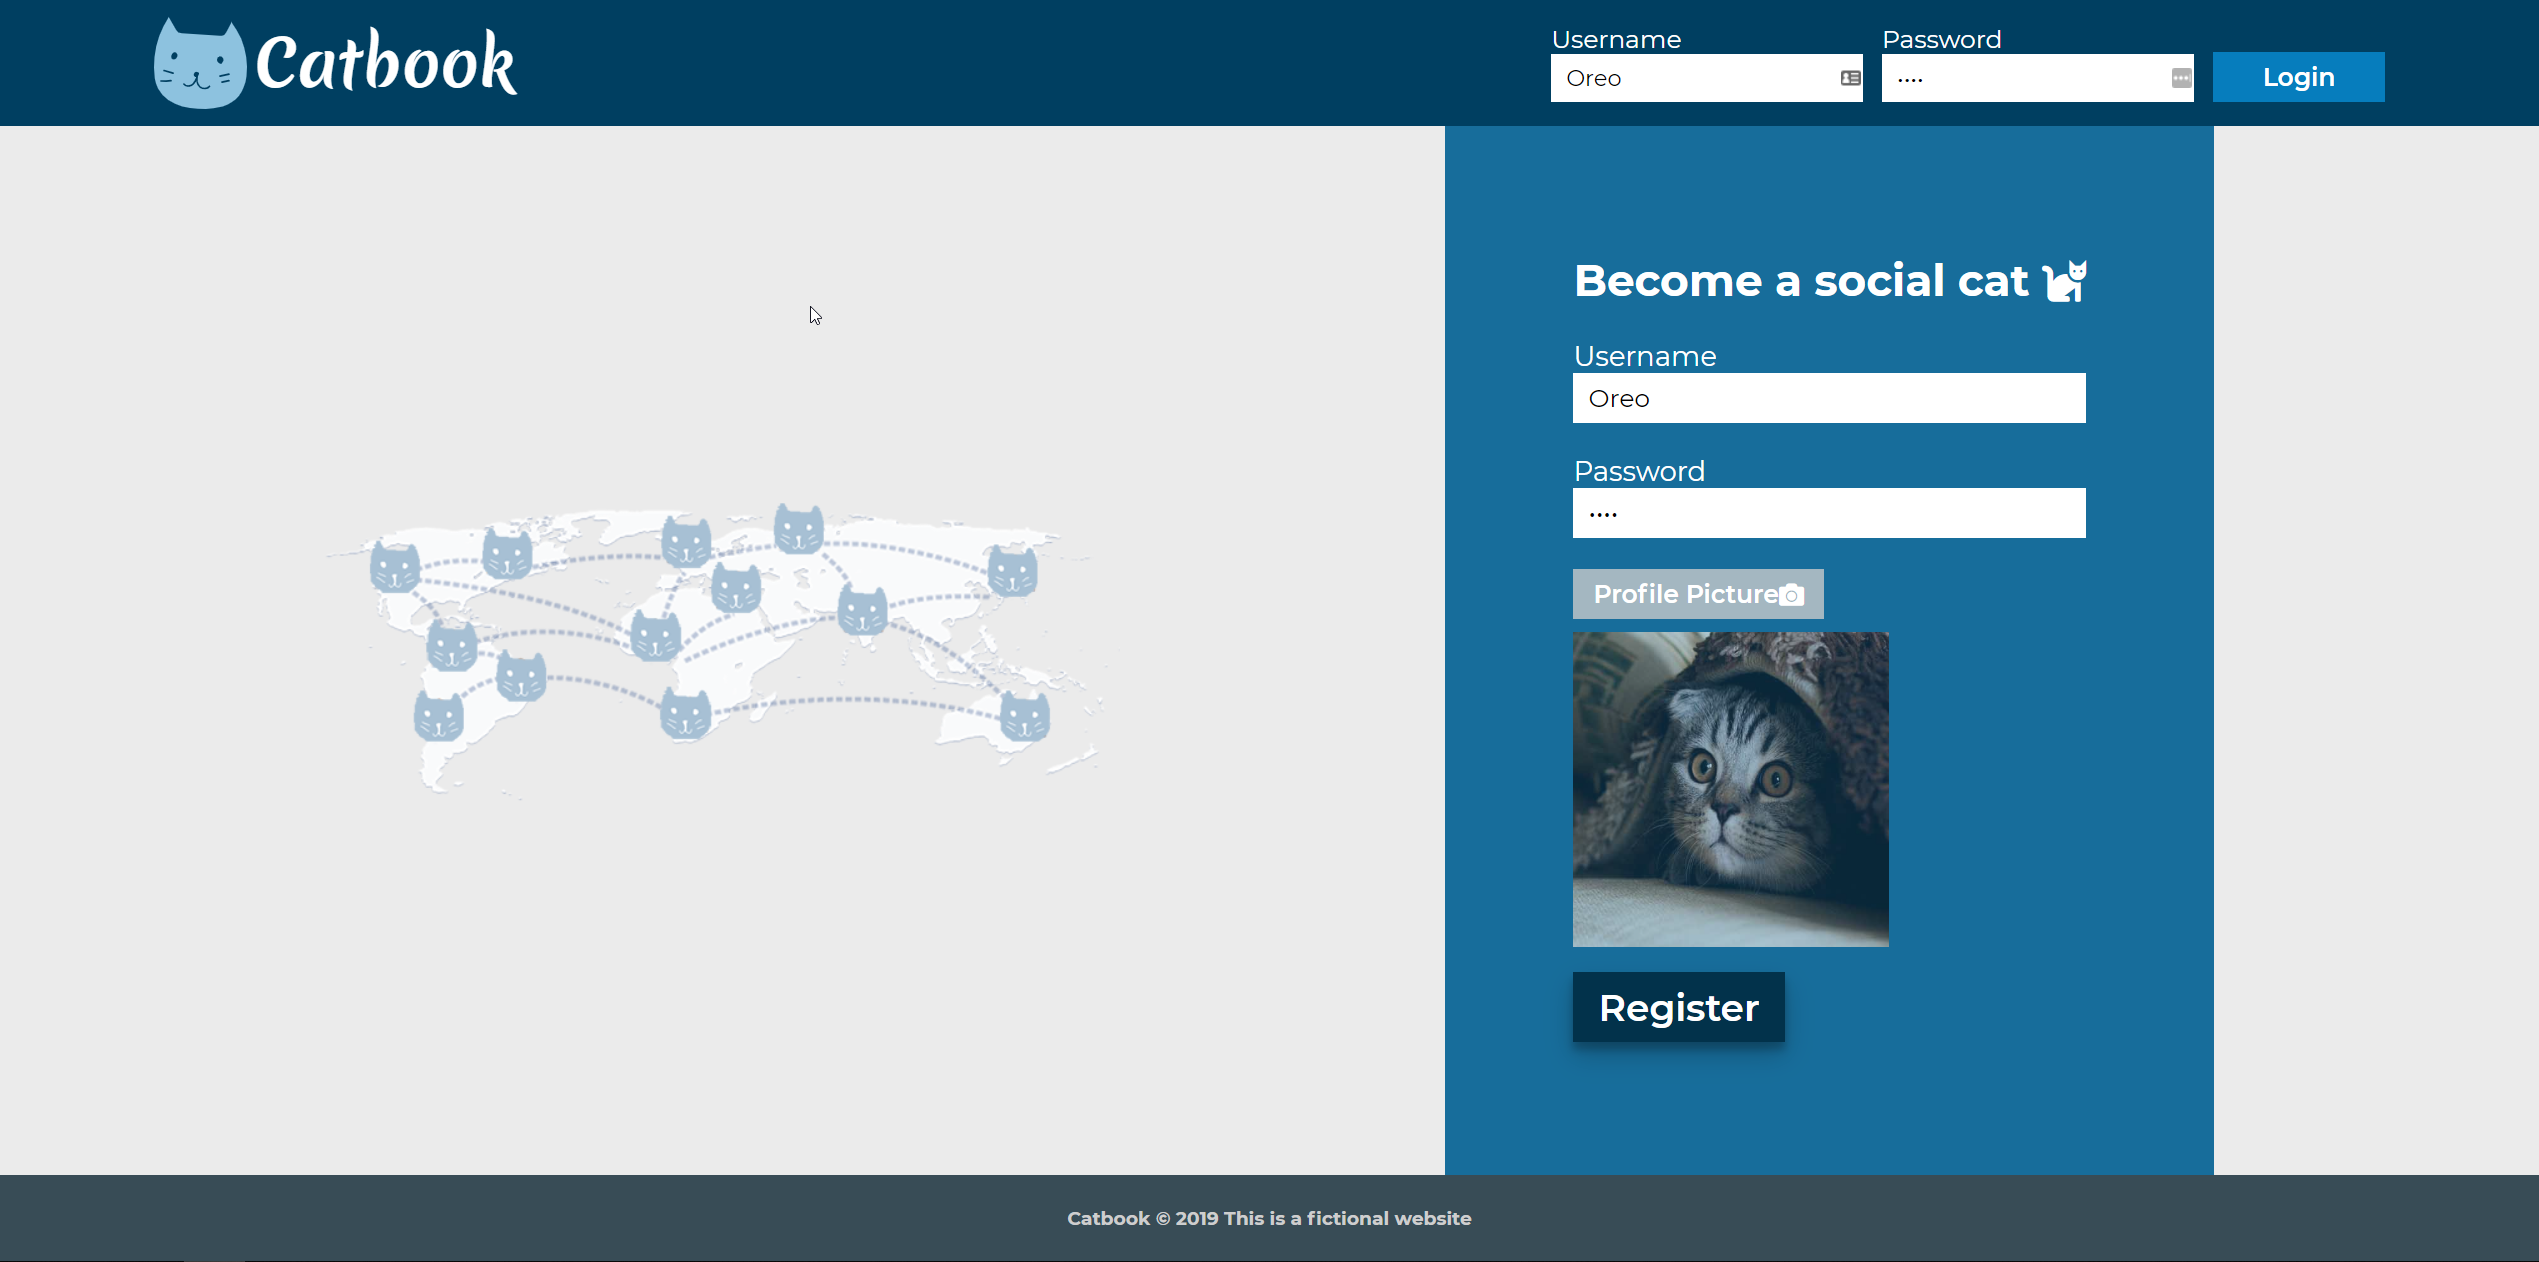 Catbook
Username
Password
Oreo
····
Login
Become a social cat
Username
Oreo
Password
····
Profile Picture
Register
Catbook © 2019 This is a fictional website